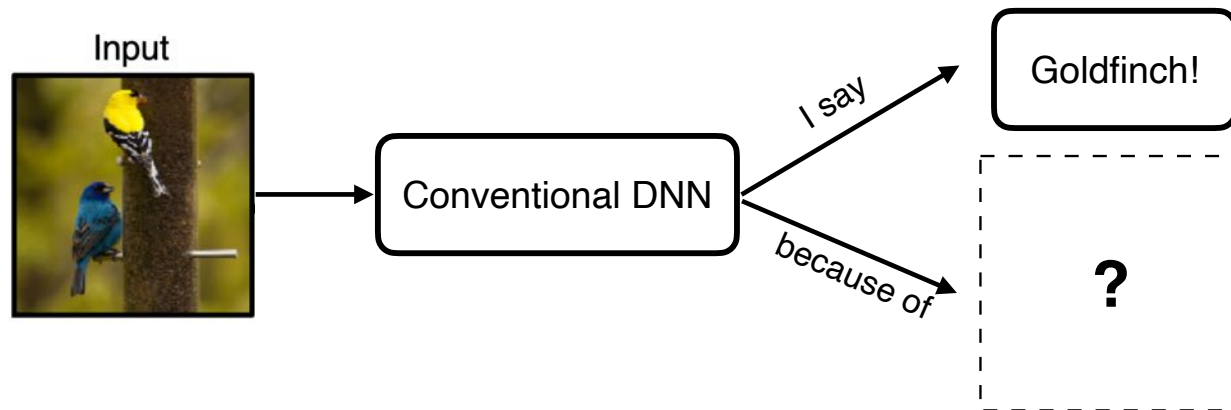 Input
Conventional DNN
I say
Goldfinch!
because of
?